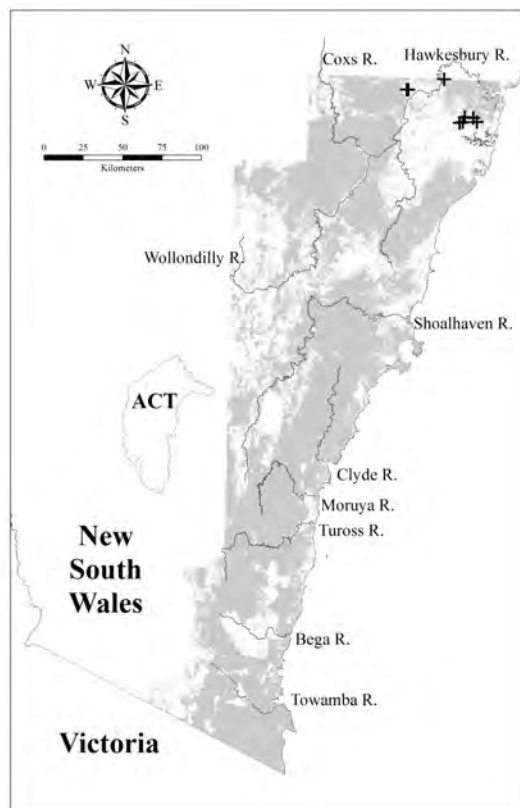 Coxs R.
Hawkesbury R.
N
W E
S
0 25 50 75 100
Kilometers
Wollondilly R.
Shoalhaven R.
ACT
Clyde R.
Moruya R.
Tuross R.
New
South
Wales
Bega R.
Towamba R.
Victoria